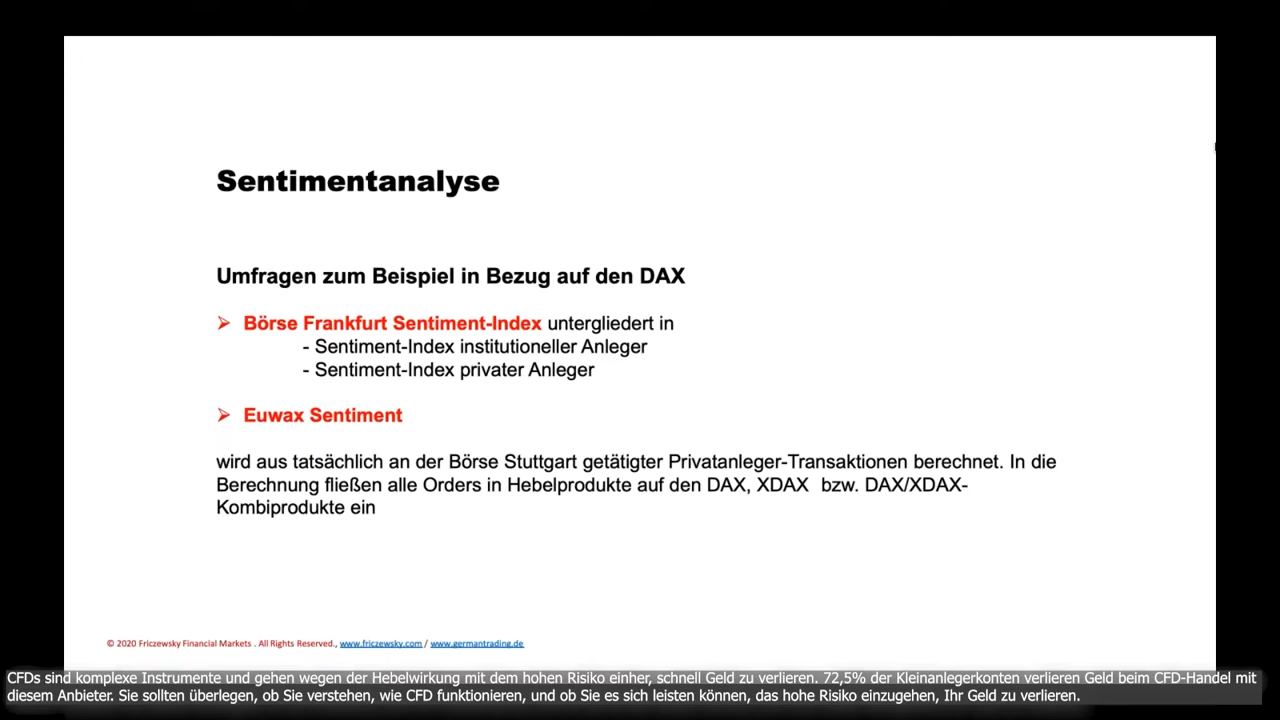 Sentimentanalyse
Umfragen zum Beispiel in Bezug auf den DAX
➢ Börse Frankfurt Sentiment-Index untergliedert in
- Sentiment-Index institutioneller Anleger
- Sentiment-Index privater Anleger
➢ Euwax Sentiment
wird aus tatsächlich an der Börse Stuttgart getätigter Privatanleger-Transaktionen berechnet. In die
Berechnung fließen alle Orders in Hebelprodukte auf den DAX, XDAX bzw. DAX/XDAX-
Kombiprodukte ein
© 2020 Friczewsky Financial Markets . All Rights Reserved., www.friczewsky.com / www.germantrading.de
CFDs sind komplexe Instrumente und gehen wegen der Hebelwirkung mit dem hohen Risiko einher, schnell Geld zu verlieren. 72,5% der Kleinanlegerkonten verlieren Geld beim CFD-Handel mit
diesem Anbieter. Sie sollten überlegen, ob Sie verstehen, wie CFD funktionieren, und ob Sie es sich leisten können, das hohe Risiko einzugehen, Ihr Geld zu verlieren.